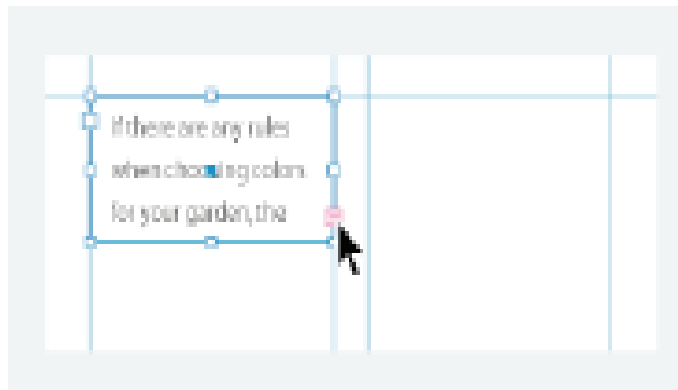 If there are any rules
when choosing colors
for your garden, the